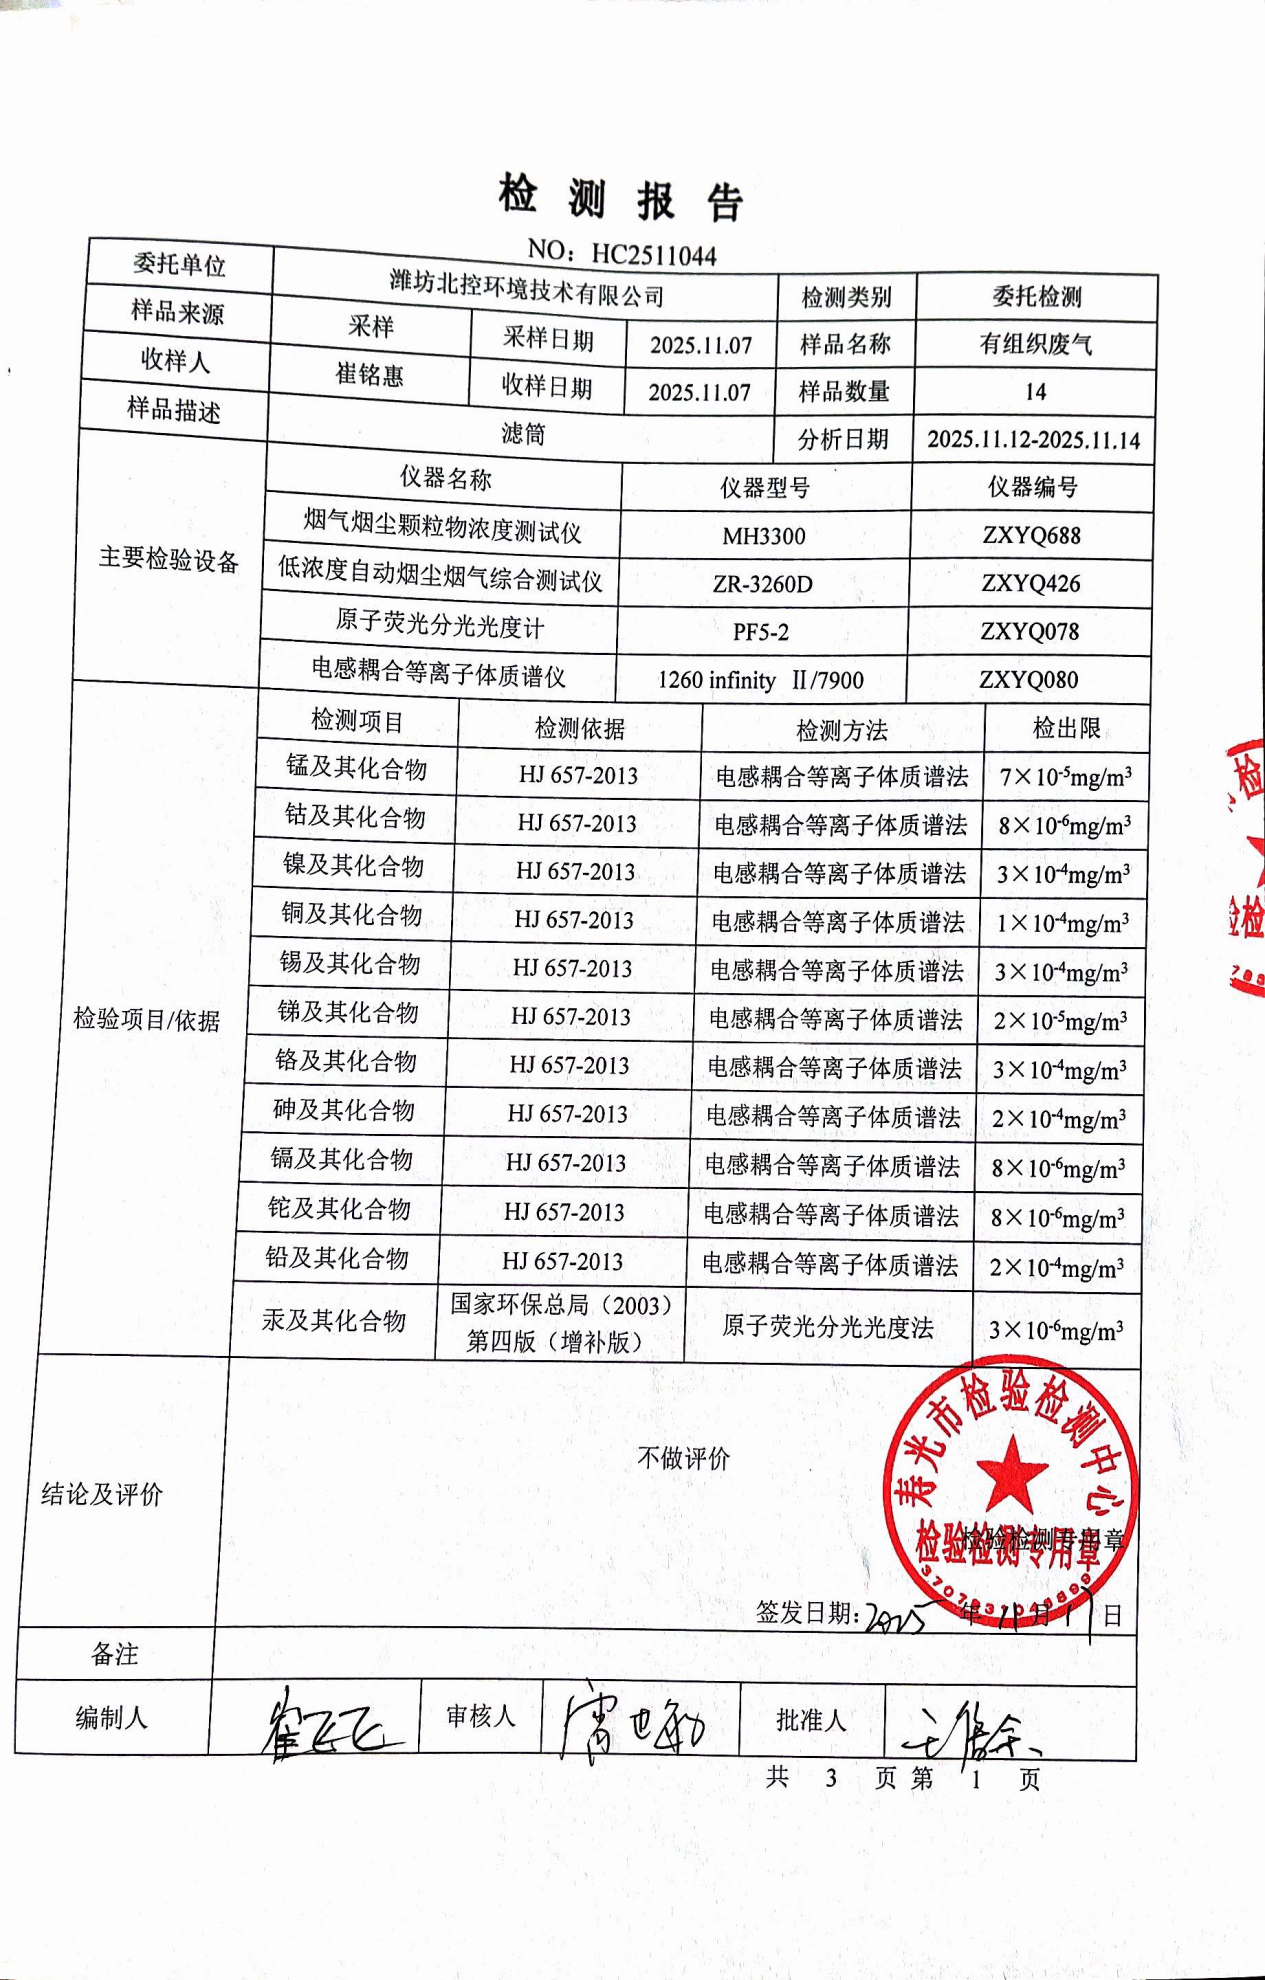 检 测 报 告
NO：HC2511044
委托单位 潍坊北控环境技术有限公司 检测类别 委托检测
样品来源 采样 采样日期 2025.11.07 样品名称 有组织废气
收样人 崔铭惠 收样日期 2025.11.07 样品数量 14
样品描述 滤筒 分析日期 2025.11.12-2025.11.14
主要检验设备
仪器名称 仪器型号 仪器编号
烟气烟尘颗粒物浓度测试仪 MH3300 ZXYQ688
低浓度自动烟尘烟气综合测试仪 ZR-3260D ZXYQ426
原子荧光分光光度计 PF5-2 ZXYQ078
电感耦合等离子体质谱仪 1260 infinity Ⅱ/7900 ZXYQ080
检验项目/依据
检测项目 检测依据 检测方法 检出限
锰及其化合物 HJ 657-2013 电感耦合等离子体质谱法 7×10⁻⁵mg/m³
钴及其化合物 HJ 657-2013 电感耦合等离子体质谱法 8×10⁻⁶mg/m³
镍及其化合物 HJ 657-2013 电感耦合等离子体质谱法 3×10⁻⁴mg/m³
铜及其化合物 HJ 657-2013 电感耦合等离子体质谱法 1×10⁻⁴mg/m³
锡及其化合物 HJ 657-2013 电感耦合等离子体质谱法 3×10⁻⁴mg/m³
锑及其化合物 HJ 657-2013 电感耦合等离子体质谱法 2×10⁻⁵mg/m³
铬及其化合物 HJ 657-2013 电感耦合等离子体质谱法 3×10⁻⁴mg/m³
砷及其化合物 HJ 657-2013 电感耦合等离子体质谱法 2×10⁻⁴mg/m³
镉及其化合物 HJ 657-2013 电感耦合等离子体质谱法 8×10⁻⁶mg/m³
铊及其化合物 HJ 657-2013 电感耦合等离子体质谱法 8×10⁻⁶mg/m³
铅及其化合物 HJ 657-2013 电感耦合等离子体质谱法 2×10⁻⁴mg/m³
汞及其化合物 国家环保总局（2003） 原子荧光分光光度法 3×10⁻⁶mg/m³
第四版（增补版）
结论及评价 不做评价
寿光市检验检测中心
检验检测专用章
检验检测专用章
签发日期：2025年11月17日
备注
编制人 崔飞飞 审核人 批准人
共 3 页 第 1 页